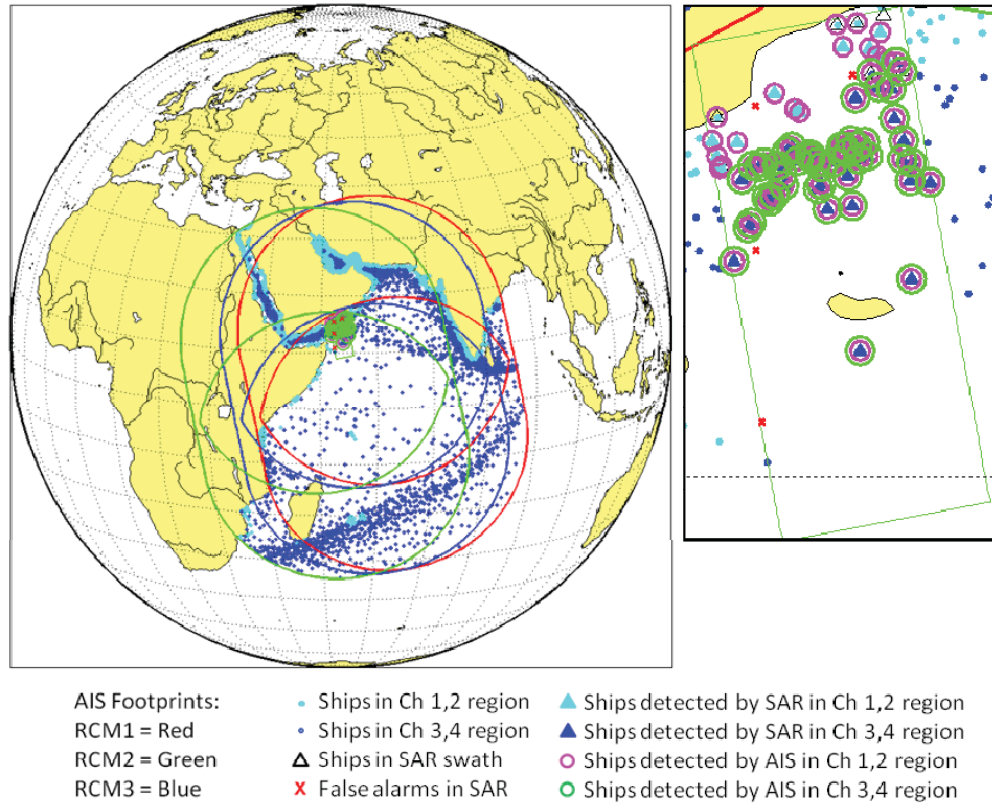 AIS Footprints:
RCM1 = Red
RCM2 = Green
RCM3 = Blue
Ships in Ch 1,2 region
Ships in Ch 3,4 region
Ships in SAR swath
False alarms in SAR
Ships detected by SAR in Ch 1,2 region
Ships detected by SAR in Ch 3,4 region
Ships detected by AIS in Ch 1,2 region
Ships detected by AIS in Ch 3,4 region